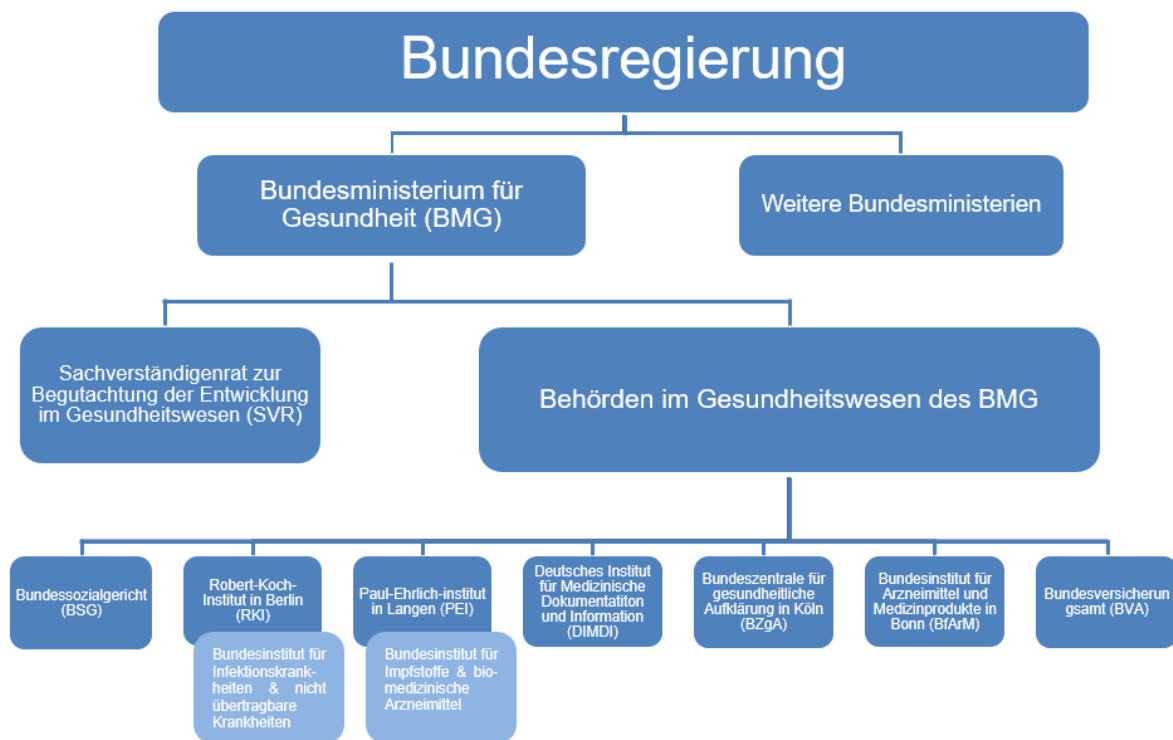 Bundesregierung
Bundesministerium für
Gesundheit (BMG)
Weitere Bundesministerien
Sachverständigenrat zur
Begutachtung der Entwicklung
im Gesundheitswesen (SVR)
Behörden im Gesundheitswesen des BMG
Bundessozialgericht
(BSG)
Robert-Koch-
Institut in Berlin
(RKI)
Bundesinstitut für
Infektionskrank-
heiten & nicht
übertragbare
Krankheiten
Paul-Ehrlich-institut
in Langen (PEI)
Bundesinstitut für
Impfstoffe & bio-
medizinische
Arzneimittel
Deutsches Institut
für Medizinische
Dokumentatiton
und Information
(DIMDI)
Bundeszentrale für
gesundheitliche
Aufklärung in Köln
(BZgA)
Bundesinstitut für
Arzneimittel und
Medizinprodukte in
Bonn (BfArM)
Bundesversicherun
gsamt (BVA)